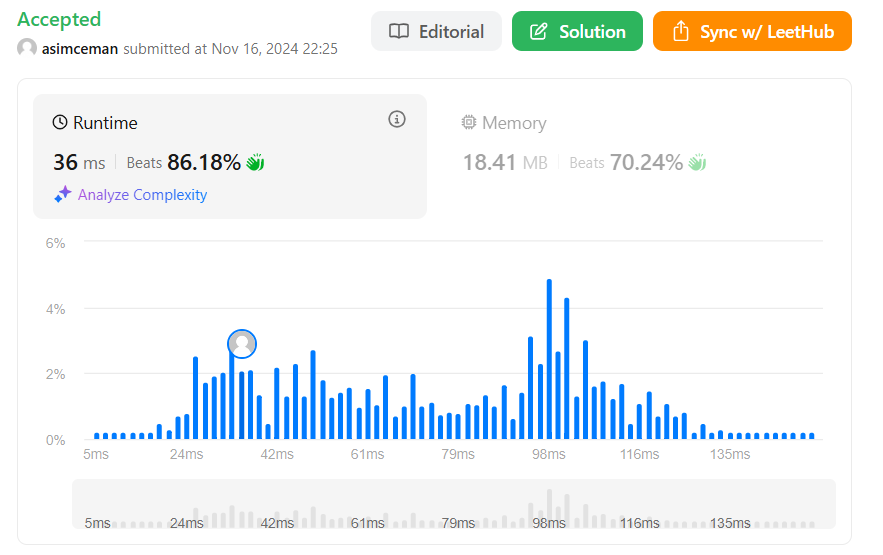 Accepted
asimceman submitted at Nov 16, 2024 22:25
Editorial
Solution
Sync w/ LeetHub
Runtime
36 ms Beats 86.18%
Analyze Complexity
Memory
18.41 MB Beats 70.24%
6%
4%
2%
0%
5ms 24ms 42ms 61ms 79ms 98ms 116ms 135ms
5ms 24ms 42ms 61ms 79ms 98ms 116ms 135ms